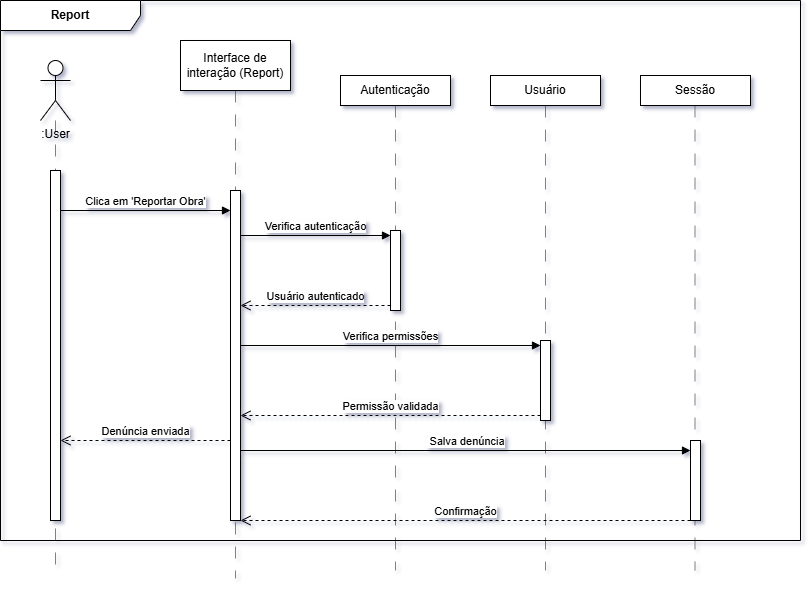 Report
Interface de
interação (Report)
Autenticação
Usuário
Sessão
:User
Clica em 'Reportar Obra'
Verifica autenticação
Usuário autenticado
Verifica permissões
Permissão validada
Denúncia enviada
Salva denúncia
Confirmação